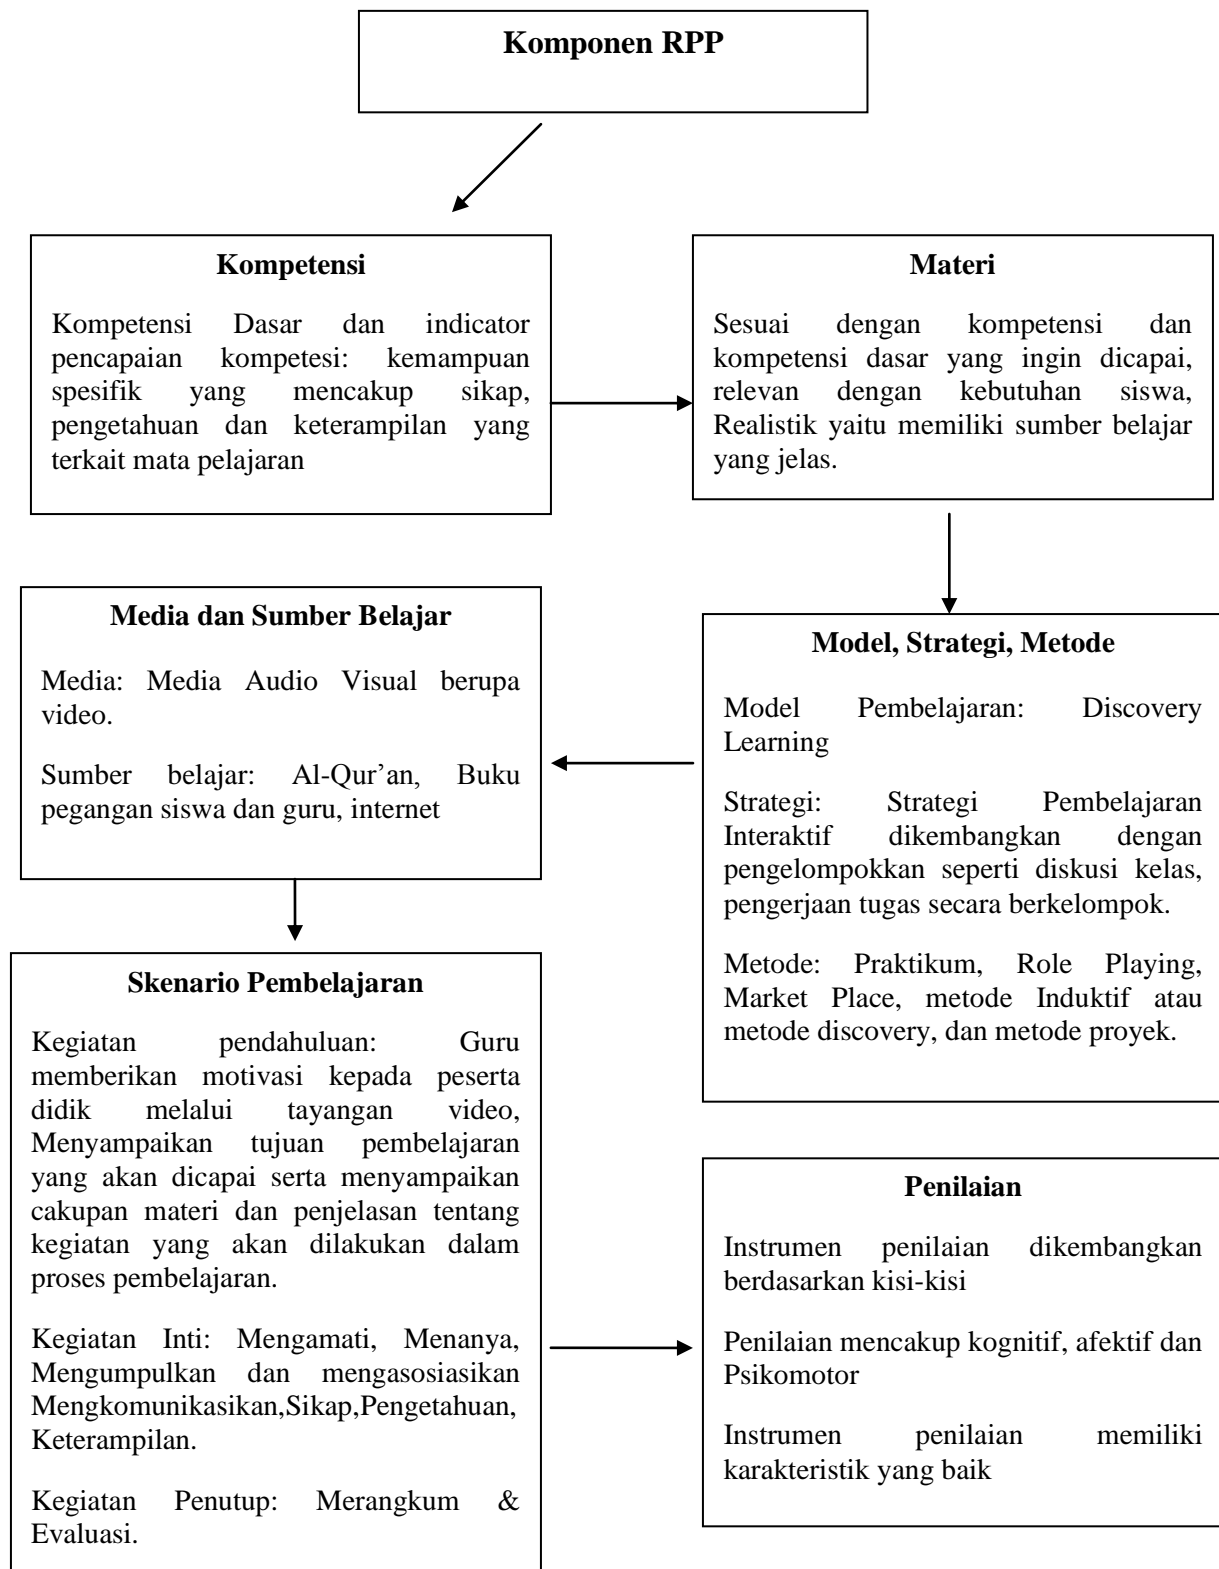 Komponen RPP
Kompetensi
Kompetensi Dasar dan indicator
pencapaian kompetesi: kemampuan
spesifik yang mencakup sikap,
pengetahuan dan keterampilan yang
terkait mata pelajaran
Materi
Sesuai dengan kompetensi dan
kompetensi dasar yang ingin dicapai,
relevan dengan kebutuhan siswa,
Realistik yaitu memiliki sumber belajar
yang jelas.
Model, Strategi, Metode
Model Pembelajaran: Discovery
Learning
Strategi: Strategi Pembelajaran
Interaktif dikembangkan dengan
pengelompokkan seperti diskusi kelas,
pengerjaan tugas secara berkelompok.
Metode: Praktikum, Role Playing,
Market Place, metode Induktif atau
metode discovery, dan metode proyek.
Media dan Sumber Belajar
Media: Media Audio Visual berupa
video.
Sumber belajar: Al-Qur’an, Buku
pegangan siswa dan guru, internet
Skenario Pembelajaran
Kegiatan pendahuluan: Guru
memberikan motivasi kepada peserta
didik melalui tayangan video,
Menyampaikan tujuan pembelajaran
yang akan dicapai serta menyampaikan
cakupan materi dan penjelasan tentang
kegiatan yang akan dilakukan dalam
proses pembelajaran.
Kegiatan Inti: Mengamati, Menanya,
Mengumpulkan dan mengasosiasikan
Mengkomunikasikan,Sikap,Pengetahuan,
Keterampilan.
Kegiatan Penutup: Merangkum &
Evaluasi.
Penilaian
Instrumen penilaian dikembangkan
berdasarkan kisi-kisi
Penilaian mencakup kognitif, afektif dan
Psikomotor
Instrumen penilaian memiliki
karakteristik yang baik